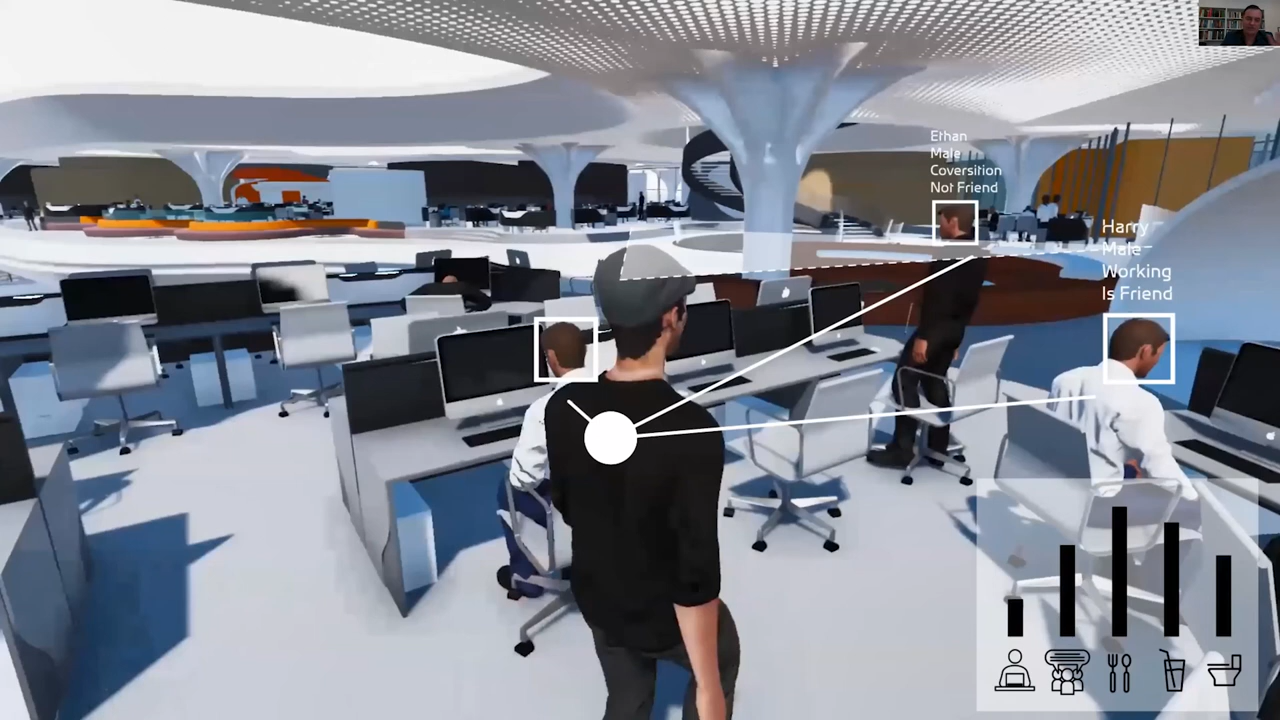 Ethan
Male
Coversition
Not Friend
Harry
Male
Working
Is Friend